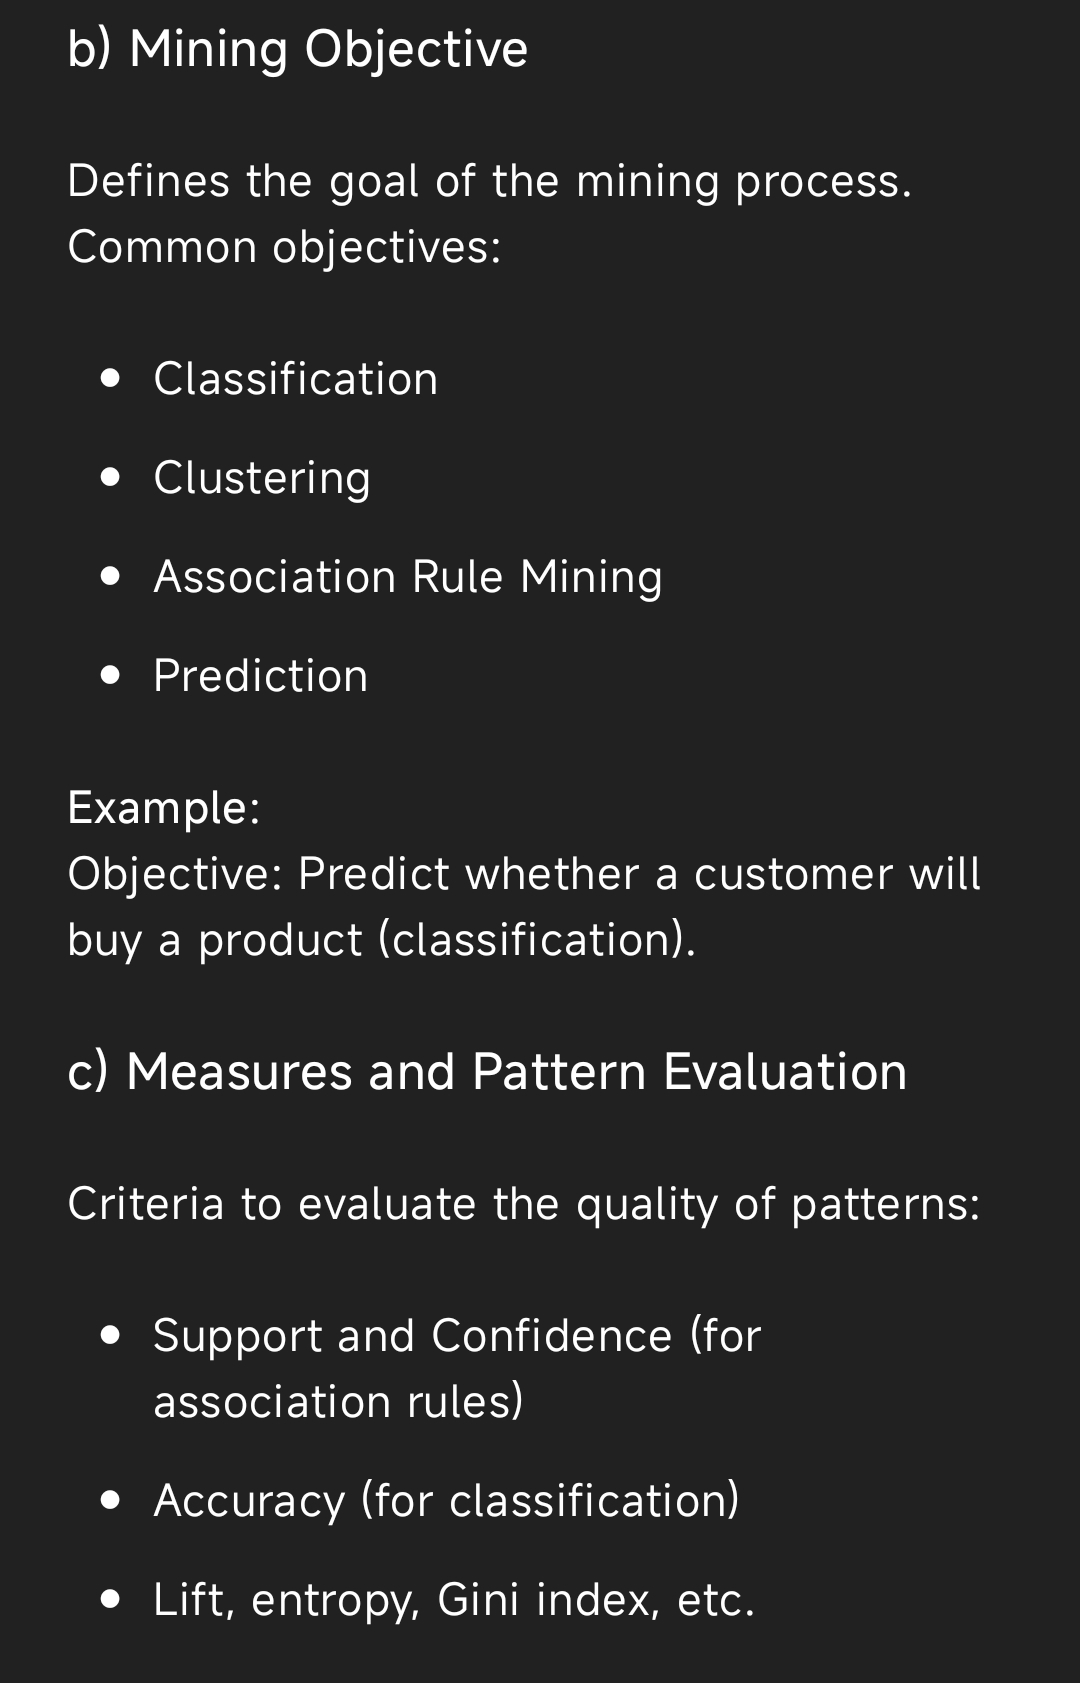 b) Mining Objective
Defines the goal of the mining process.
Common objectives:
• Classification
• Clustering
• Association Rule Mining
• Prediction
Example:
Objective: Predict whether a customer will
buy a product (classification).
c) Measures and Pattern Evaluation
Criteria to evaluate the quality of patterns:
• Support and Confidence (for
association rules)
• Accuracy (for classification)
• Lift, entropy, Gini index, etc.